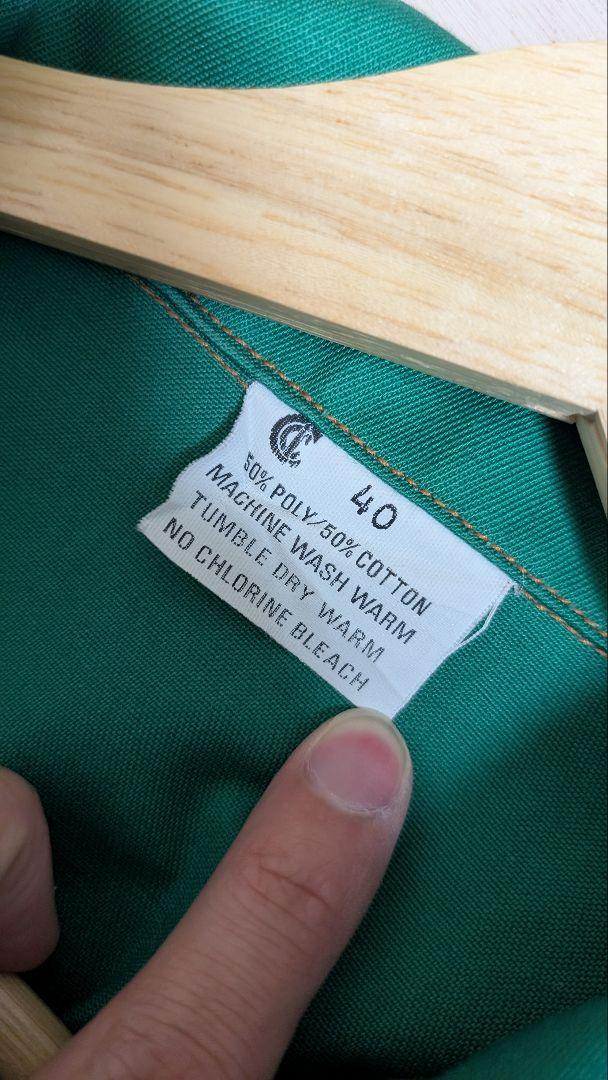 40
50% POLY/50% COTTON
MACHINE WASH WARM
TUMBLE DRY WARM
NO CHLORINE BLEACH